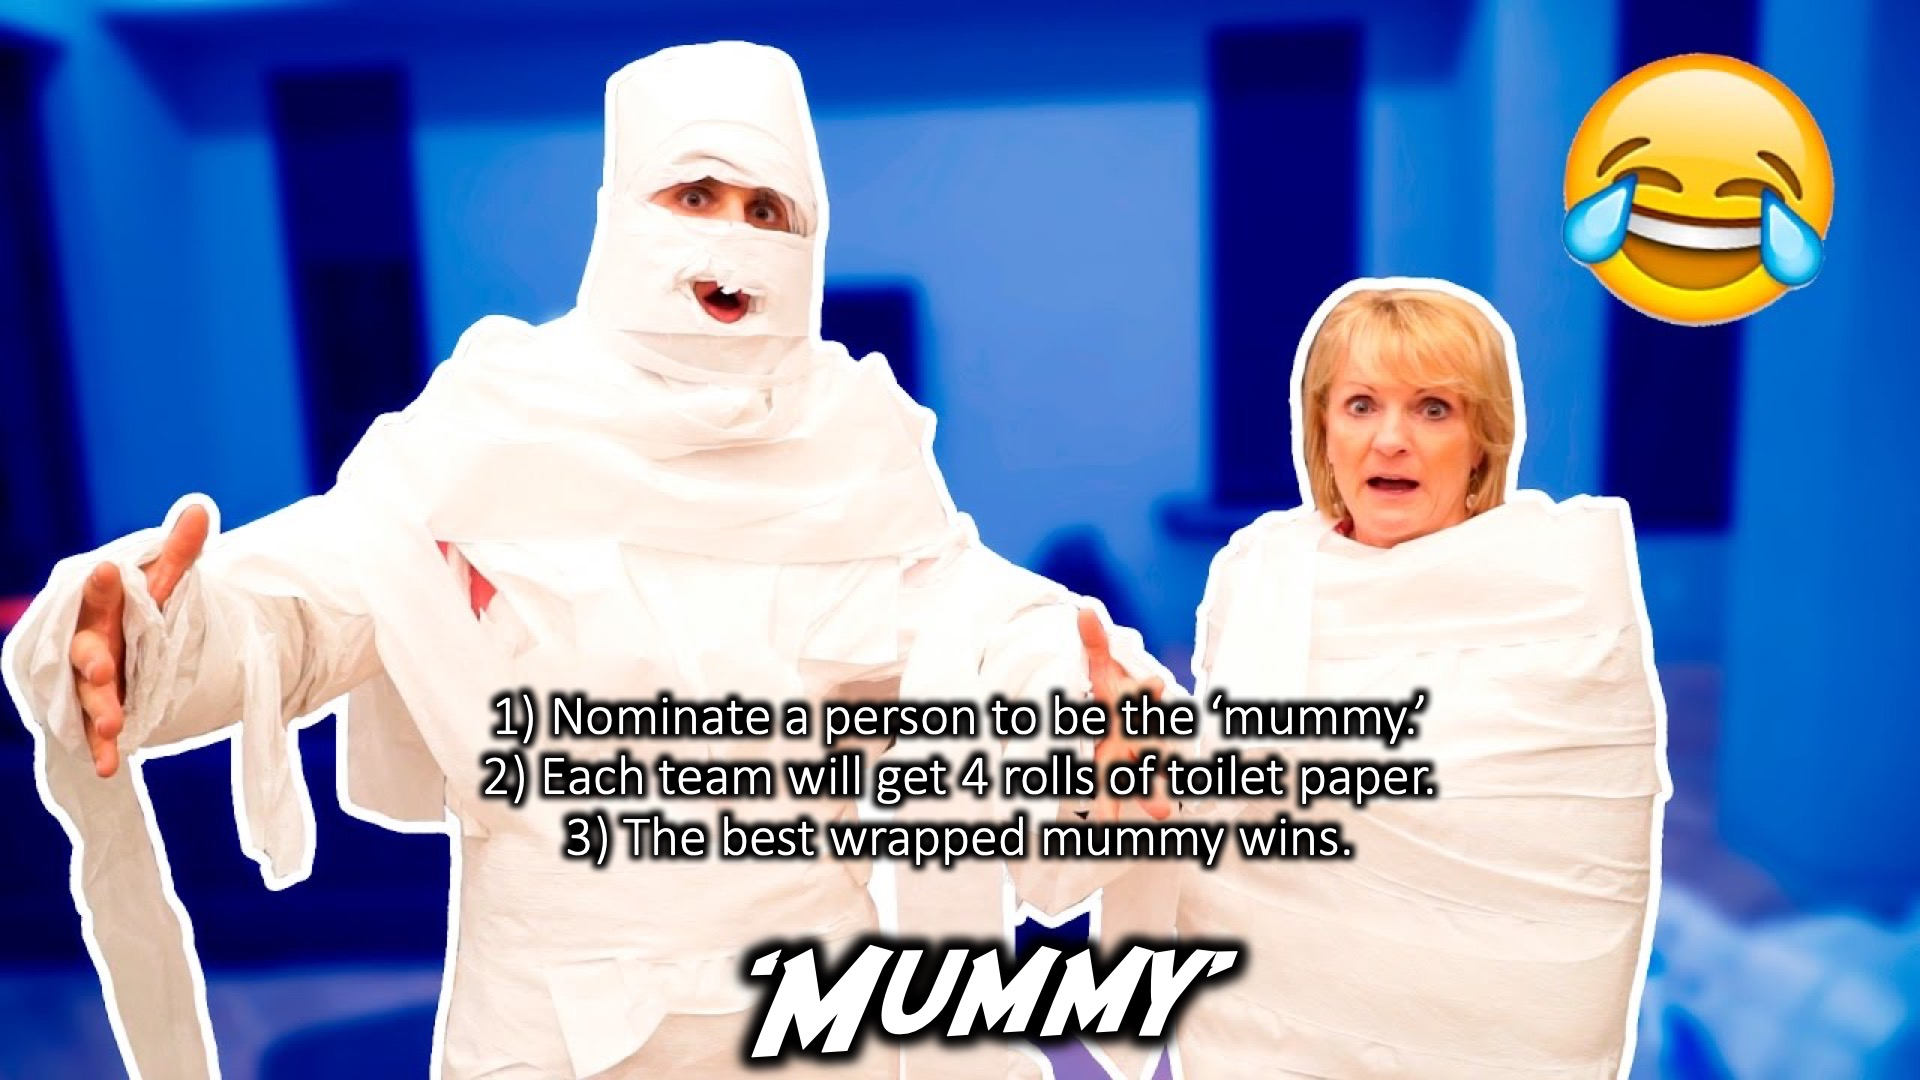 1) Nominate a person to be the ‘mummy.’
2) Each team will get 4 rolls of toilet paper.
3) The best wrapped mummy wins.
‘MUMMY’